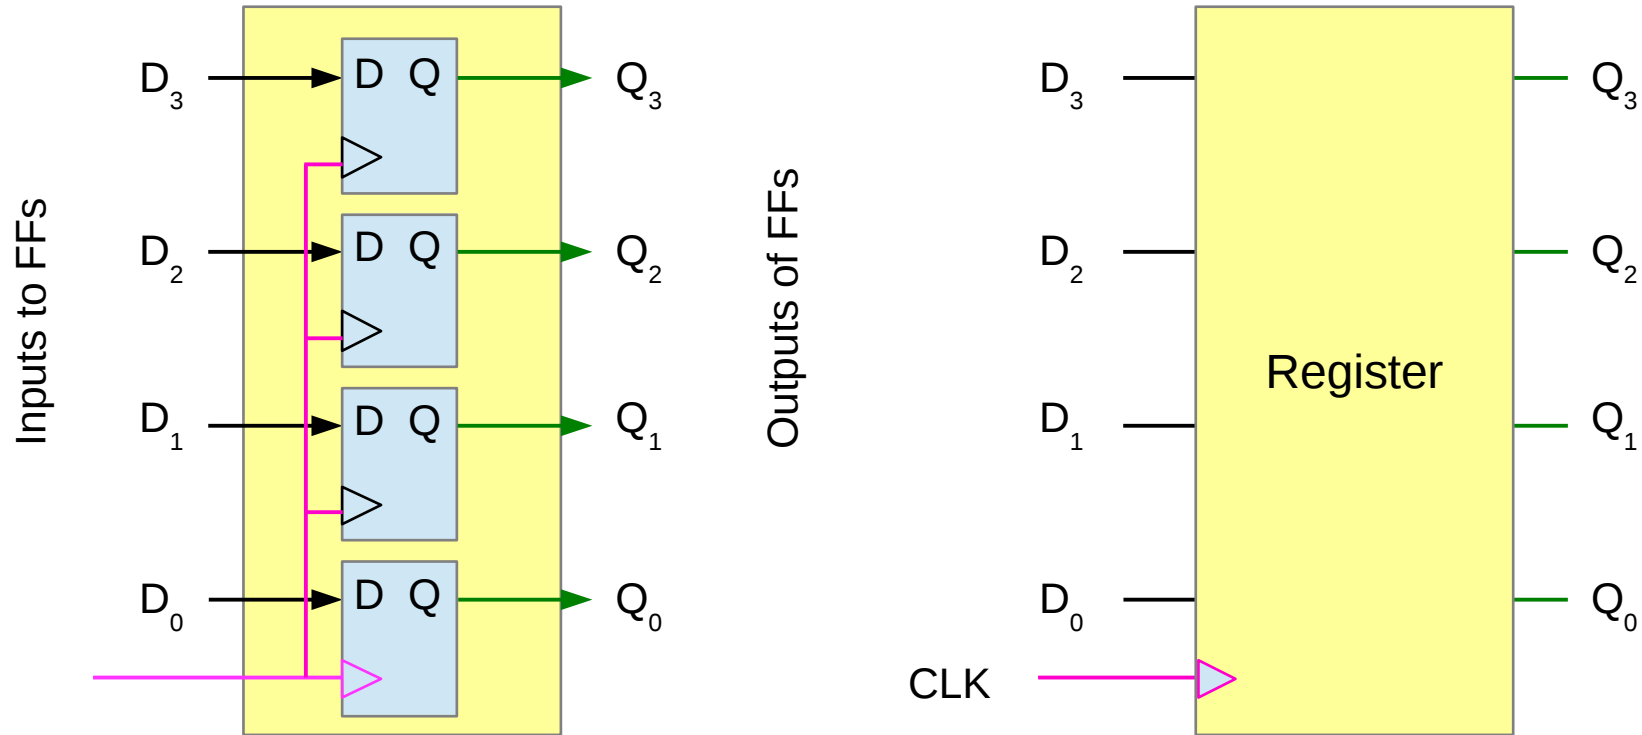 Inputs to FFs
D3
D Q
Q3
D2
D Q
Q2
D1
D Q
Q1
D0
D Q
Q0
Outputs of FFs
D3
Q3
D2
Q2
Register
D1
Q1
D0
Q0
CLK